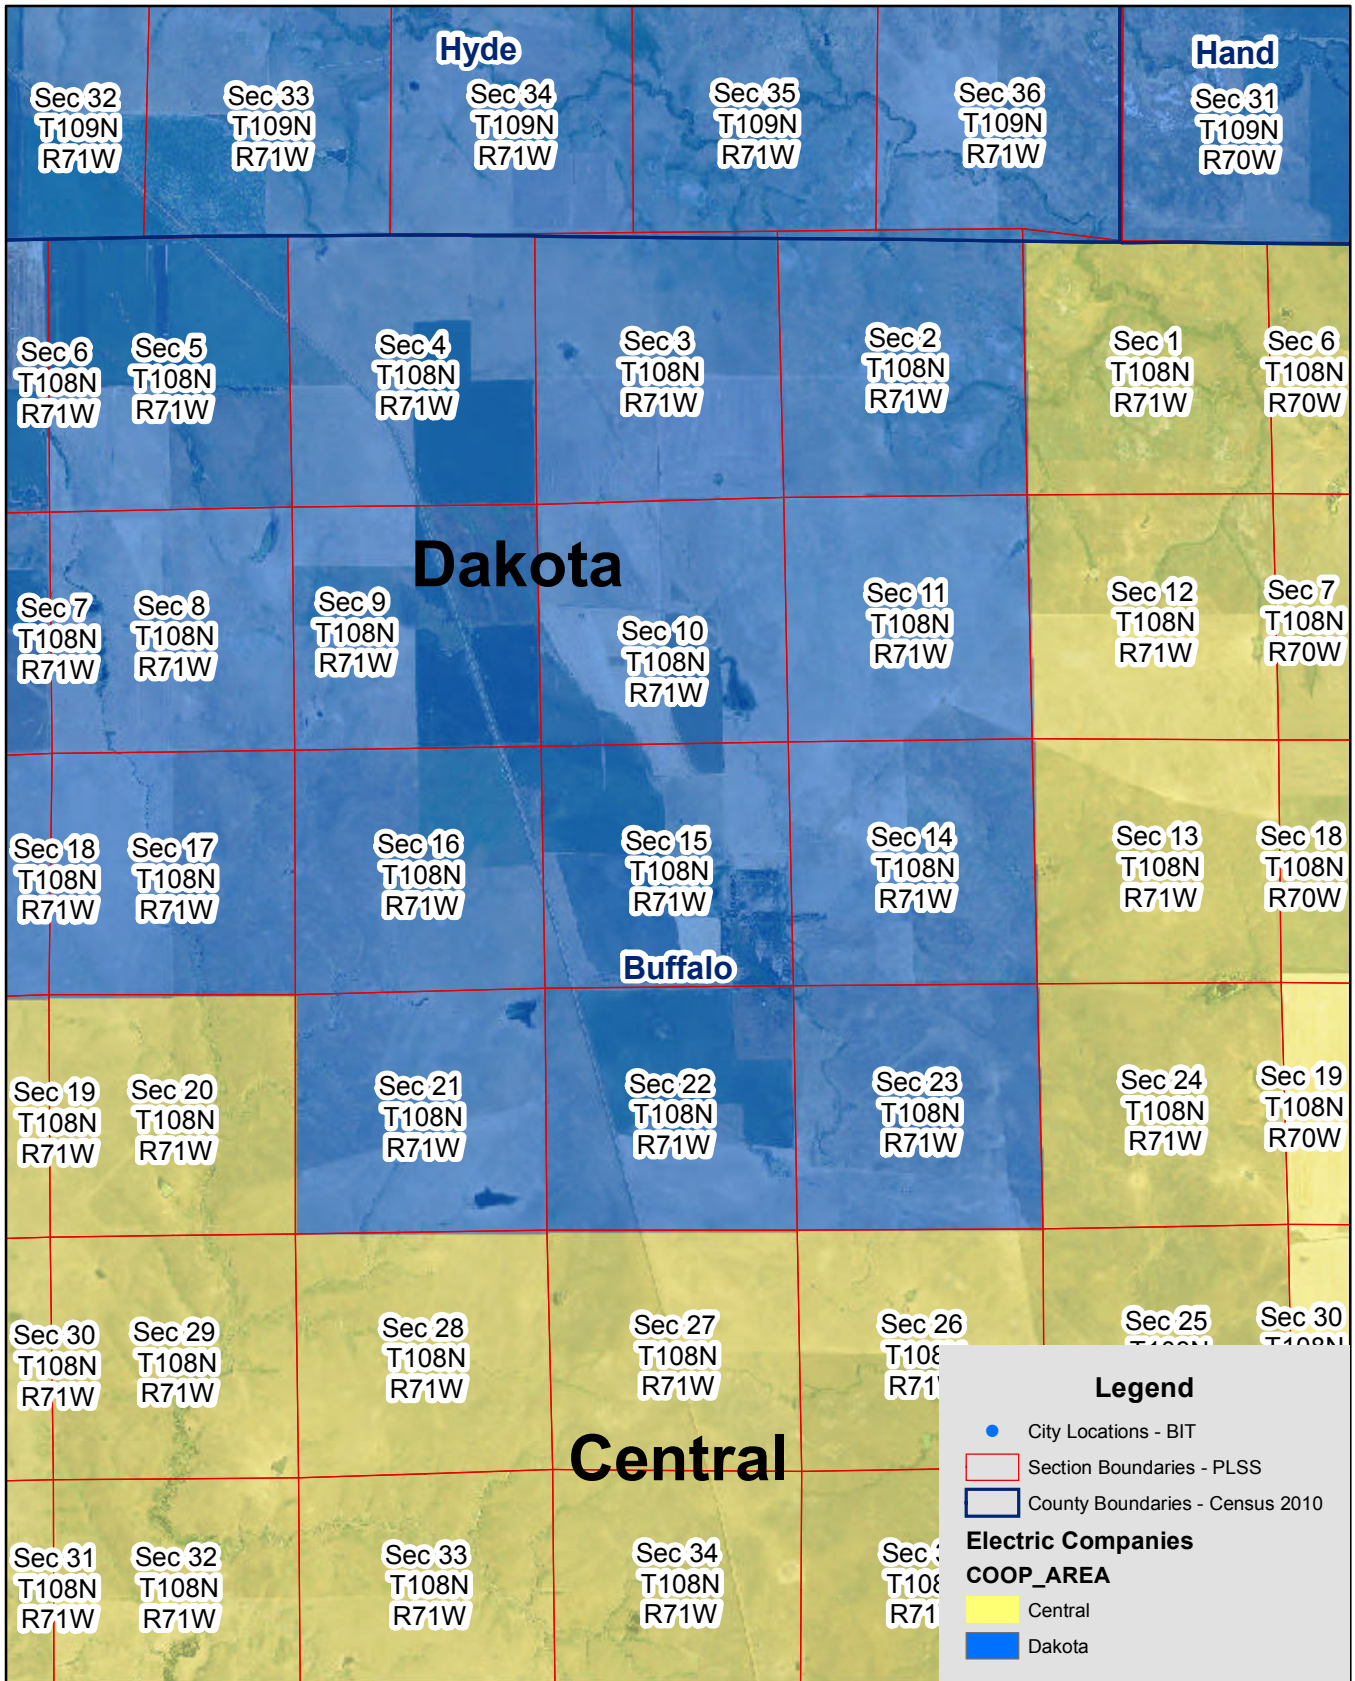 Hyde
Hand
Sec 32
T109N
R71W
Sec 33
T109N
R71W
Sec 34
T109N
R71W
Sec 35
T109N
R71W
Sec 36
T109N
R71W
Sec 31
T109N
R70W
Sec 6
T108N
R71W
Sec 5
T108N
R71W
Sec 4
T108N
R71W
Sec 3
T108N
R71W
Sec 2
T108N
R71W
Sec 1
T108N
R71W
Sec 6
T108N
R70W
Dakota
Sec 7
T108N
R71W
Sec 8
T108N
R71W
Sec 9
T108N
R71W
Sec 10
T108N
R71W
Sec 11
T108N
R71W
Sec 12
T108N
R71W
Sec 7
T108N
R70W
Sec 18
T108N
R71W
Sec 17
T108N
R71W
Sec 16
T108N
R71W
Sec 15
T108N
R71W
Sec 14
T108N
R71W
Sec 13
T108N
R71W
Sec 18
T108N
R70W
Buffalo
Sec 19
T108N
R71W
Sec 20
T108N
R71W
Sec 21
T108N
R71W
Sec 22
T108N
R71W
Sec 23
T108N
R71W
Sec 24
T108N
R71W
Sec 19
T108N
R70W
Sec 30
T108N
R71W
Sec 29
T108N
R71W
Sec 28
T108N
R71W
Sec 27
T108N
R71W
Sec 26
Sec 25
Sec 30
Central
Sec 31
T108N
R71W
Sec 32
T108N
R71W
Sec 33
T108N
R71W
Sec 34
T108N
R71W
Sec
Legend
City Locations - BIT
Section Boundaries - PLSS
County Boundaries - Census 2010
Electric Companies
COOP_AREA
Central
Dakota